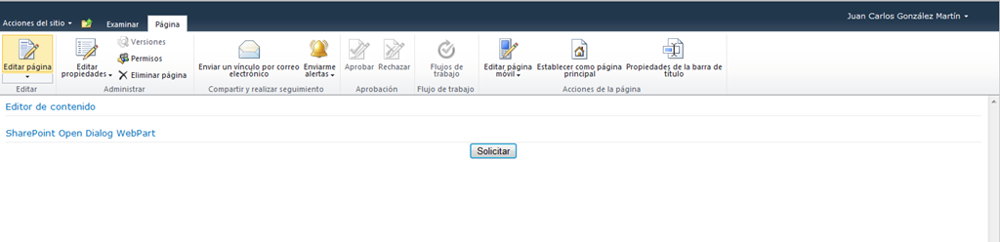 Juan Carlos González Martín
Acciones del sitio
Examinar
Página
Editar página
Editar
Editar
propiedades
Versiones
Permisos
Eliminar página
Administrar
Enviar un vínculo por correo
electrónico
Enviarme
alertas
Compartir y realizar seguimiento
Aprobar
Rechazar
Aprobación
Flujos de
trabajo
Flujo de trabajo
Editar página
móvil
Establecer como página
principal
Propiedades de la barra de
título
Acciones de la página
Editor de contenido
SharePoint Open Dialog WebPart
Solicitar